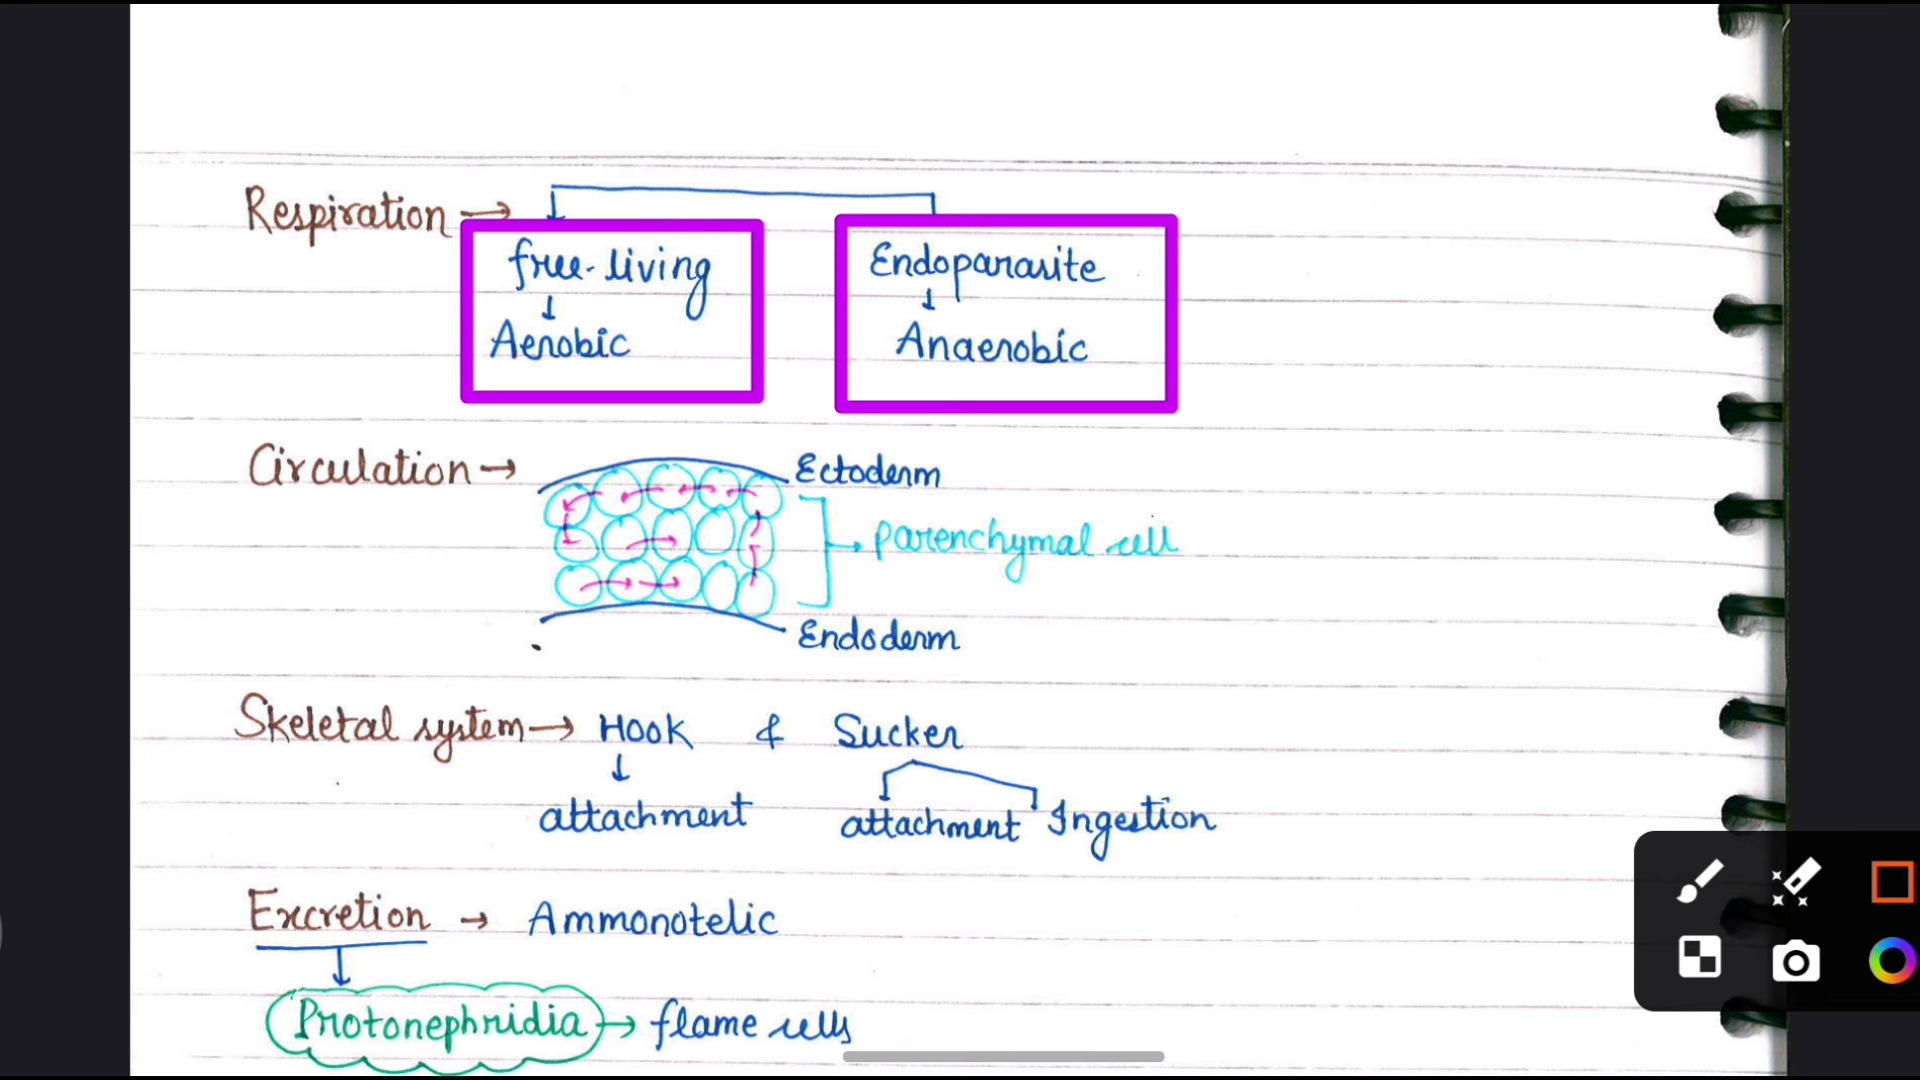 Respiration →
free-living Endoparasite
↓ ↓
Aerobic Anaerobic
Circulation → Ectoderm
→ parenchymal cell
Endoderm
Skeletal system → Hook & Sucker
↓
attachment attachment Ingestion
Excretion → Ammonotelic
Protonephridia → flame cells